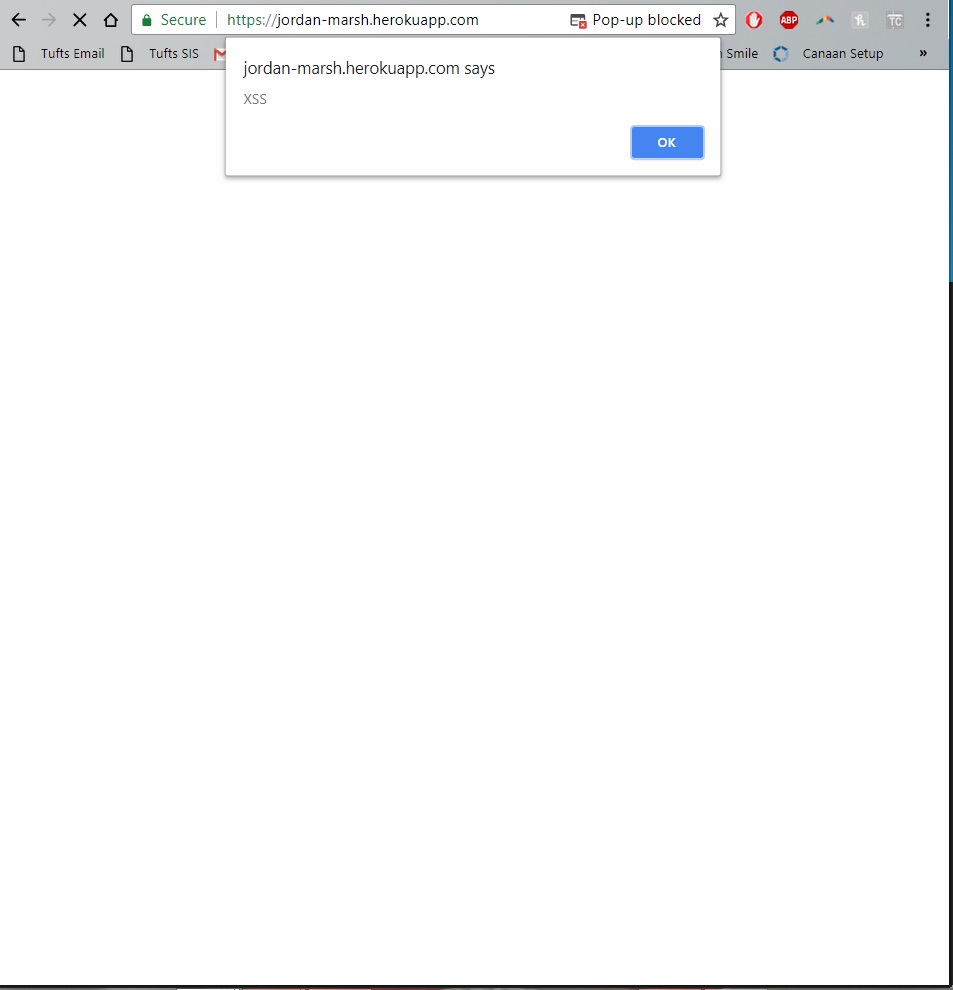 Secure https://jordan-marsh.herokuapp.com Pop-up blocked ABP TC
Tufts Email Tufts SIS Smile Canaan Setup »
jordan-marsh.herokuapp.com says
XSS
OK